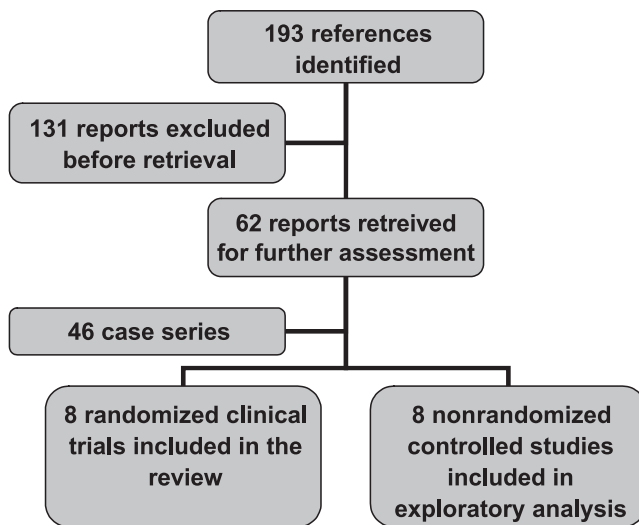 193 references
identified
131 reports excluded
before retrieval
62 reports retreived
for further assessment
46 case series
8 randomized clinical
trials included in the
review
8 nonrandomized
controlled studies
included in
exploratory analysis